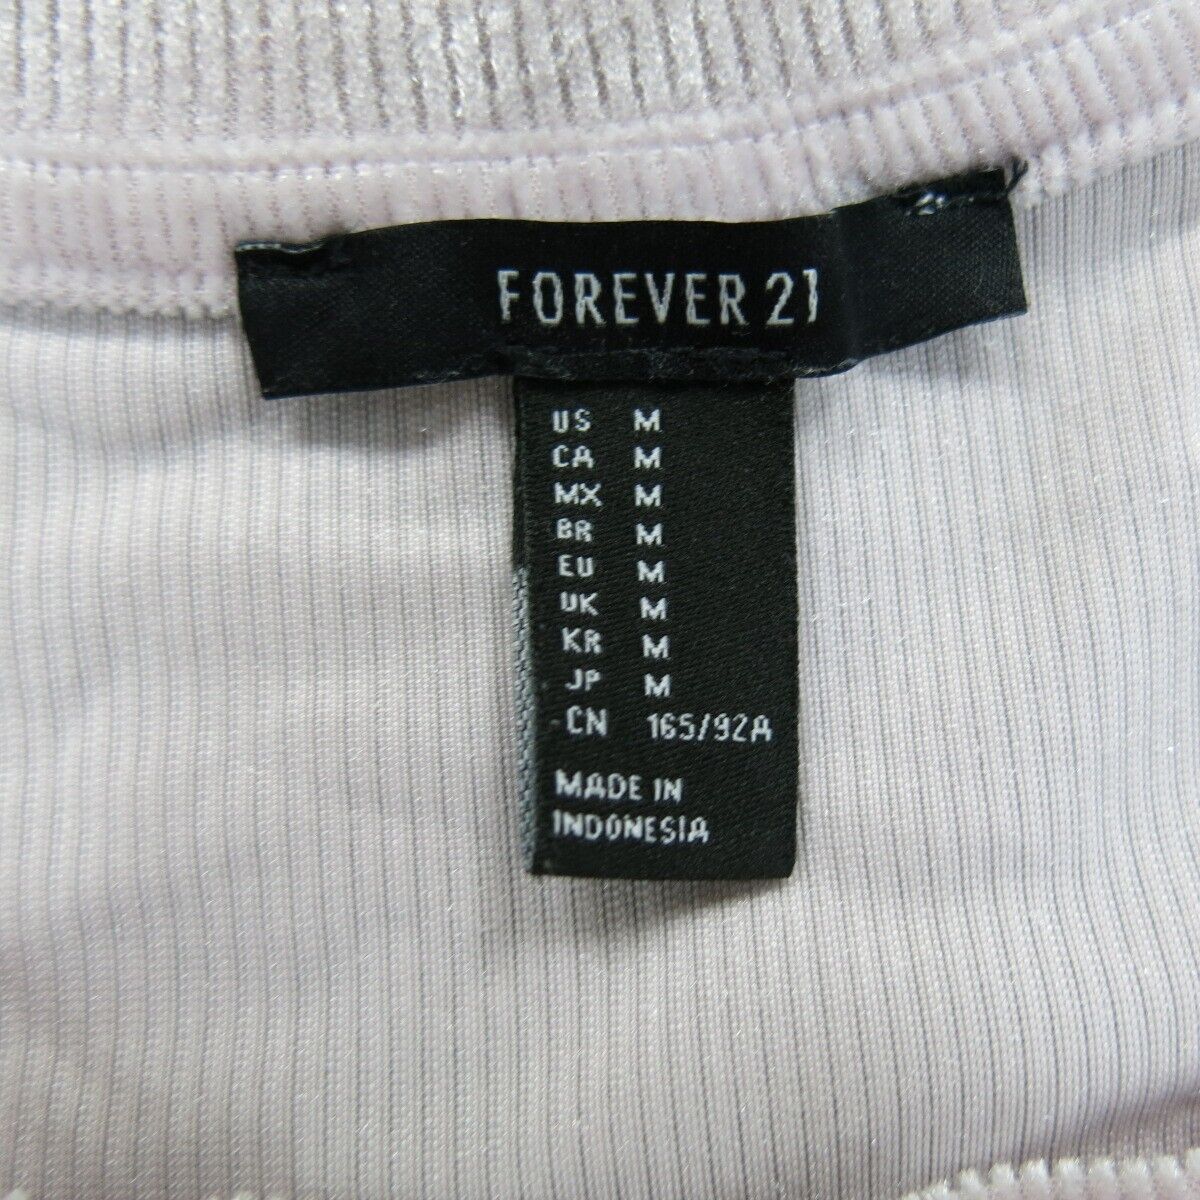 FOREVER 21
US M
CA M
MX M
BR M
EU M
UK M
KR M
JP M
CN 165/92A
MADE IN
INDONESIA